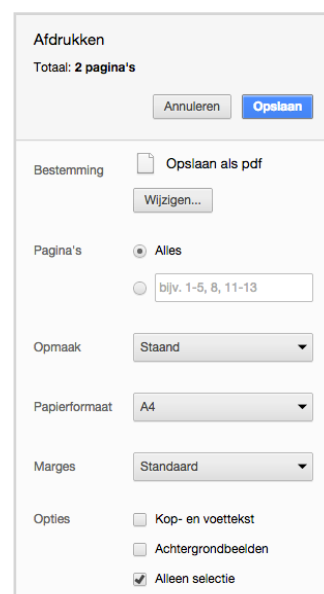 Afdrukken
Totaal: 2 pagina's
Annuleren Opslaan
Bestemming Opslaan als pdf
Wijzigen...
Pagina's Alles
bijv. 1-5, 8, 11-13
Opmaak Staand
Papierformaat A4
Marges Standaard
Opties Kop- en voettekst
Achtergrondbeelden
Alleen selectie